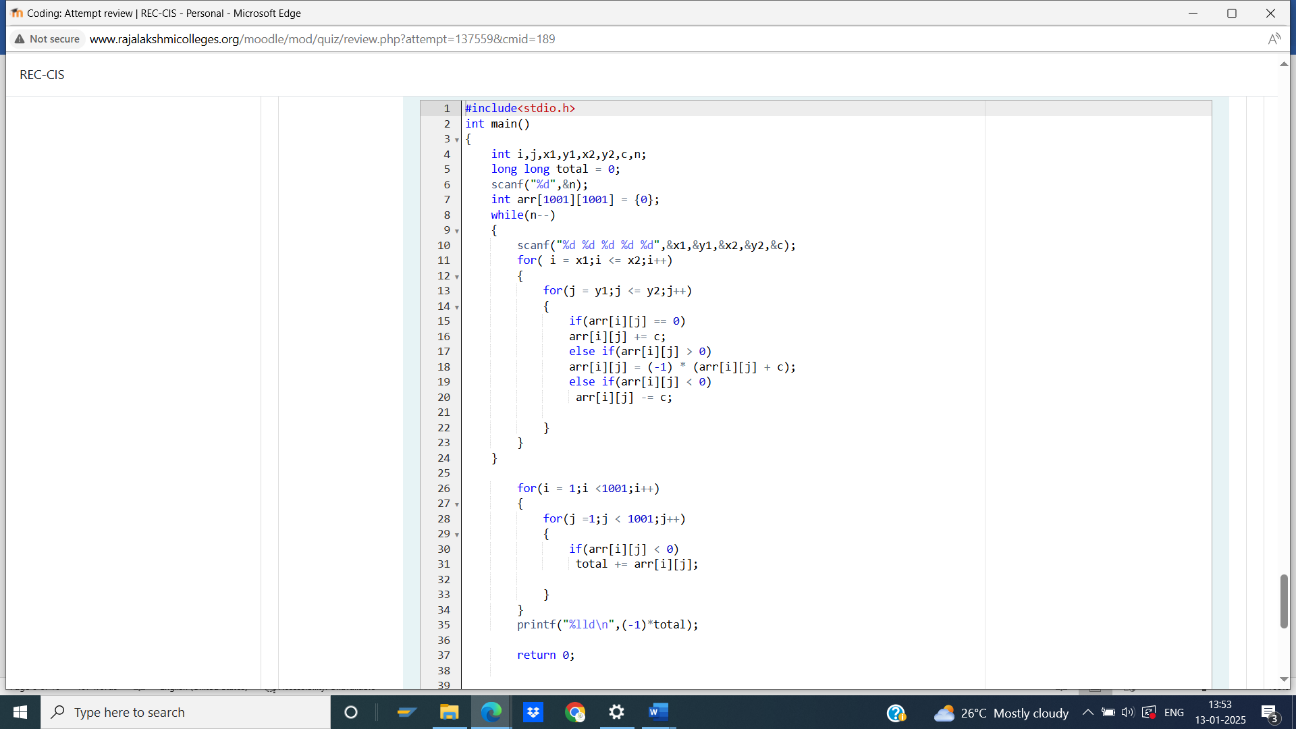 Coding: Attempt review | REC-CIS - Personal - Microsoft Edge
Not secure www.rajalakshmicolleges.org/moodle/mod/quiz/review.php?attempt=137559&cmid=189
REC-CIS
1 #include<stdio.h>
2 int main()
3 {
4 int i,j,x1,y1,x2,y2,c,n;
5 long long total = 0;
6 scanf("%d",&n);
7 int arr[1001][1001] = {0};
8 while(n--)
9 {
10 scanf("%d %d %d %d %d",&x1,&y1,&x2,&y2,&c);
11 for( i = x1;i <= x2;i++)
12 {
13 for(j = y1;j <= y2;j++)
14 {
15 if(arr[i][j] == 0)
16 arr[i][j] += c;
17 else if(arr[i][j] > 0)
18 arr[i][j] = (-1) * (arr[i][j] + c);
19 else if(arr[i][j] < 0)
20 arr[i][j] -= c;
21
22 }
23 }
24 }
25
26 for(i = 1;i <1001;i++)
27 {
28 for(j =1;j < 1001;j++)
29 {
30 if(arr[i][j] < 0)
31 total += arr[i][j];
32
33 }
34 }
35 printf("%lld\n",(-1)*total);
36
37 return 0;
38
39
Type here to search
26°C Mostly cloudy
ENG
13:53
13-01-2025
3